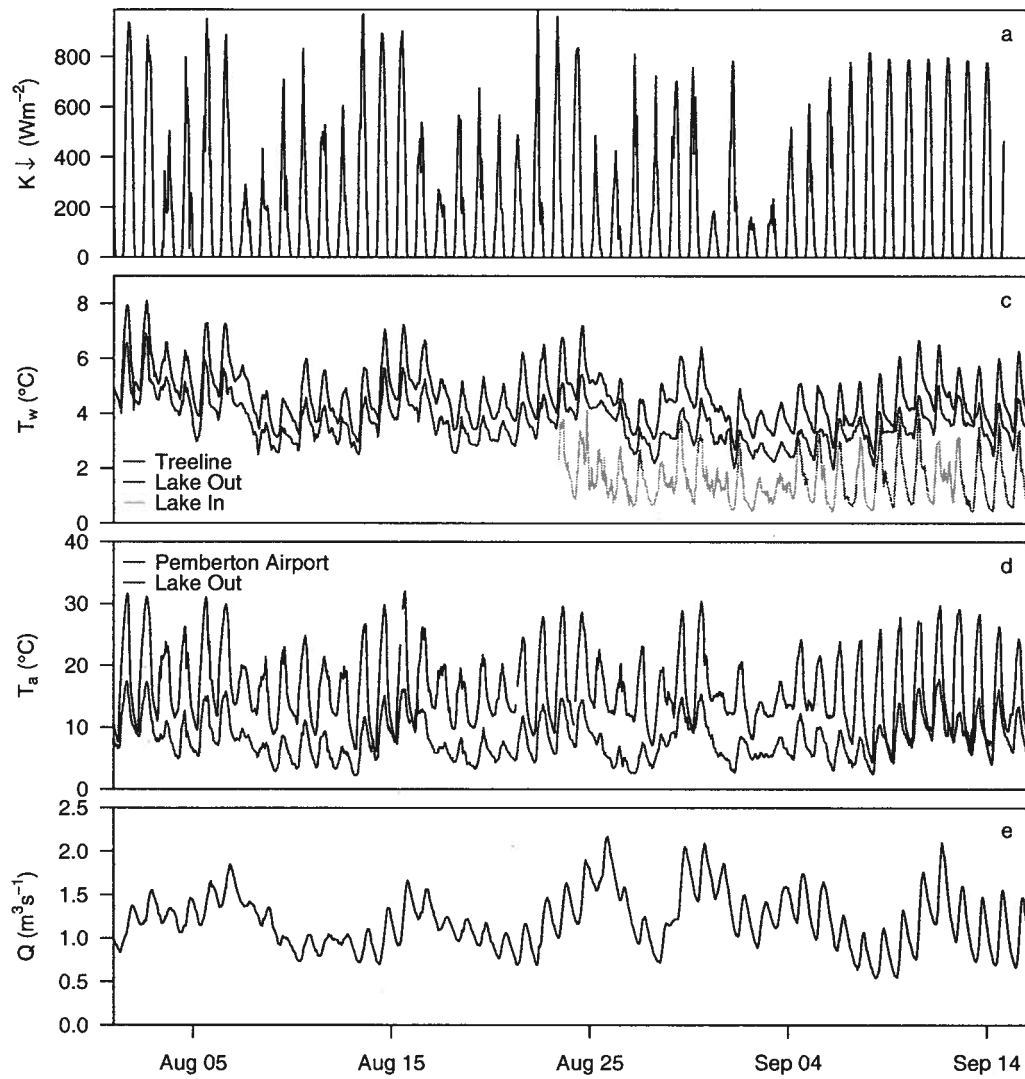 a
K ↓ (Wm⁻²)
800
600
400
200
0
c
T_w (°C)
8
6
4
2
0
Treeline
Lake Out
Lake In
d
T_a (°C)
40
30
20
10
0
Pemberton Airport
Lake Out
e
Q (m³s⁻¹)
2.5
2.0
1.5
1.0
0.5
0.0
Aug 05 Aug 15 Aug 25 Sep 04 Sep 14